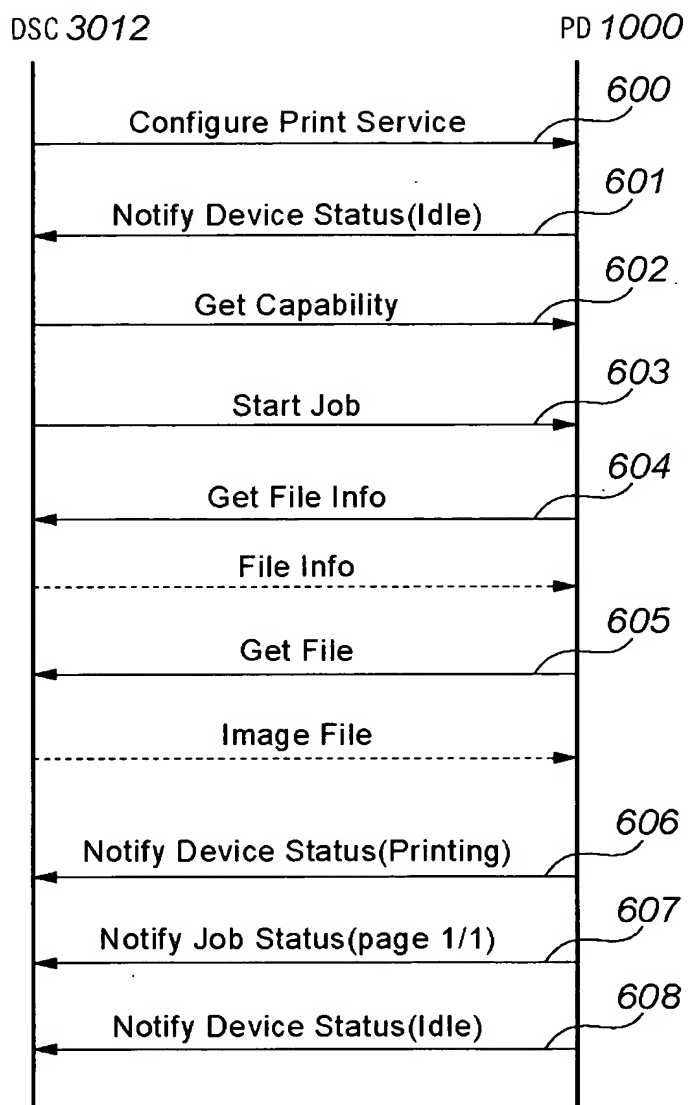 DSC 3012 PD 1000
600
Configure Print Service
601
Notify Device Status(Idle)
602
Get Capability
603
Start Job
604
Get File Info
File Info
605
Get File
Image File
606
Notify Device Status(Printing)
607
Notify Job Status(page 1/1)
608
Notify Device Status(Idle)